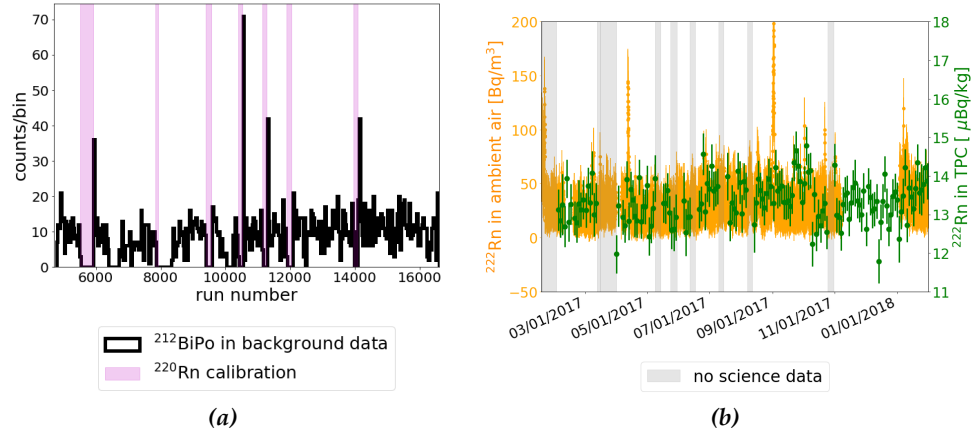 70
60
50
40
30
20
10
0
counts/bin
6000 8000 10000 12000 14000 16000
run number
²¹²BiPo in background data
²²⁰Rn calibration
(a)
200
150
100
50
0
−50
²²²Rn in ambient air [Bq/m³]
18
17
16
15
14
13
12
11
²²²Rn in TPC [ μBq/kg]
03/01/2017 05/01/2017 07/01/2017 09/01/2017 11/01/2017 01/01/2018
no science data
(b)